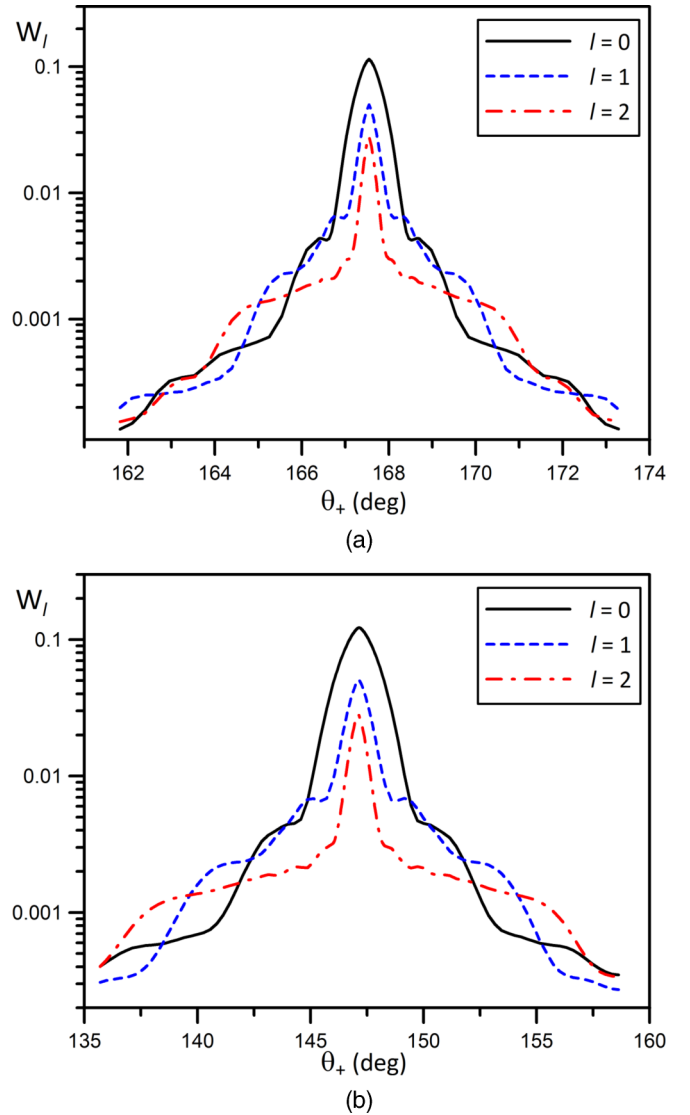 W_l
0.1
0.01
0.001
l = 0
l = 1
l = 2
162 164 166 168 170 172 174
θ₊ (deg)
(a)
W_l
0.1
0.01
0.001
l = 0
l = 1
l = 2
135 140 145 150 155 160
θ₊ (deg)
(b)